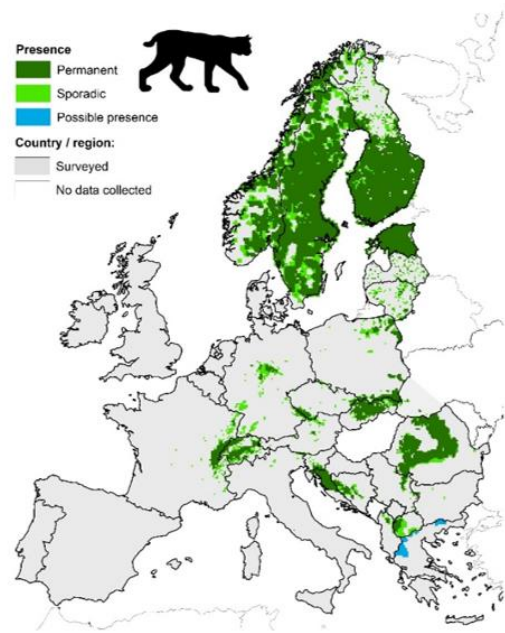 Presence
Permanent
Sporadic
Possible presence
Country / region:
Surveyed
No data collected